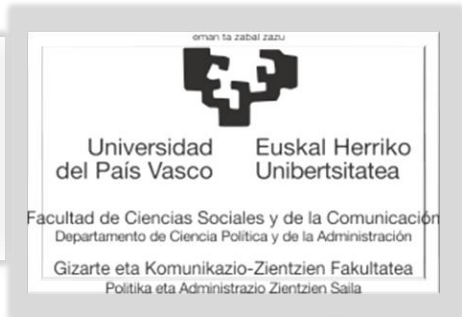 eman ta zabal zazu
Universidad Euskal Herriko
del País Vasco Unibertsitatea
Facultad de Ciencias Sociales y de la Comunicación
Departamento de Ciencia Política y de la Administración
Gizarte eta Komunikazio-Zientzien Fakultatea
Politika eta Administrazio Zientzien Saila